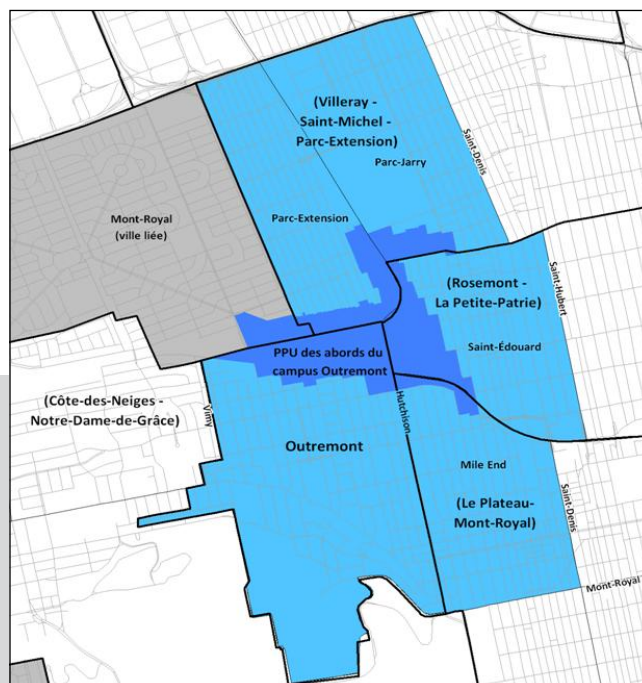 (Villeray -
Saint-Michel -
Parc-Extension)
Saint-Denis
Parc-Jarry
Parc-Extension
Mont-Royal
(ville liée)
Saint-Hubert
(Rosemont -
La Petite-Patrie)
Saint-Édouard
PPU des abords du
campus Outremont
(Côte-des-Neiges -
Notre-Dame-de-Grâce)
Vimy
Hutchison
Outremont
Mile End
(Le Plateau-
Mont-Royal)
Saint-Denis
Mont-Royal